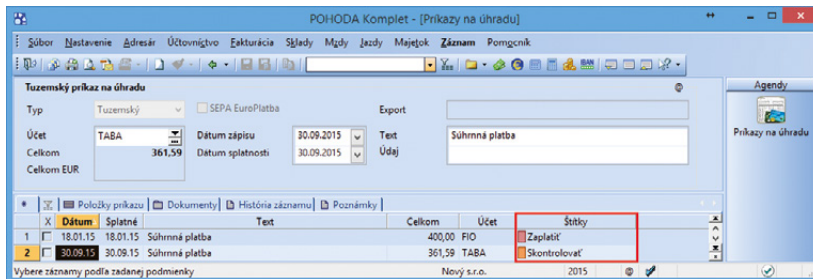 POHODA Komplet - [Príkazy na úhradu]
Súbor Nastavenie Adresár Účtovníctvo Fakturácia Sklady Mzdy Jazdy Majetok Záznam Pomocník
Tuzemský príkaz na úhradu @ Agendy
Typ Tuzemský SEPA EuroPlatba Export
Príkazy na úhradu
Účet TABA Dátum zápisu 30.09.2015 Text Súhrnná platba
Celkom 361,59 Dátum splatnosti 30.09.2015 Údaj
Celkom EUR
* Položky príkazu Dokumenty História záznamu Poznámky
X Dátum Splatné Text Celkom Účet Štítky
1 18.01.15 18.01.15 Súhrnná platba 400,00 FIO Zaplatiť
2 30.09.15 30.09.15 Súhrnná platba 361,59 TABA Skontrolovať
Vybere záznamy podľa zadanej podmienky Nový s.r.o. 2015 @